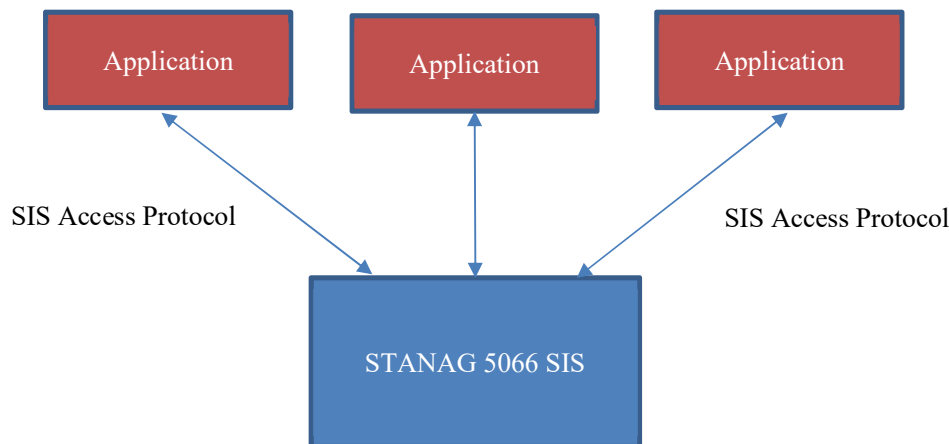 Application
Application
Application
SIS Access Protocol
SIS Access Protocol
STANAG 5066 SIS